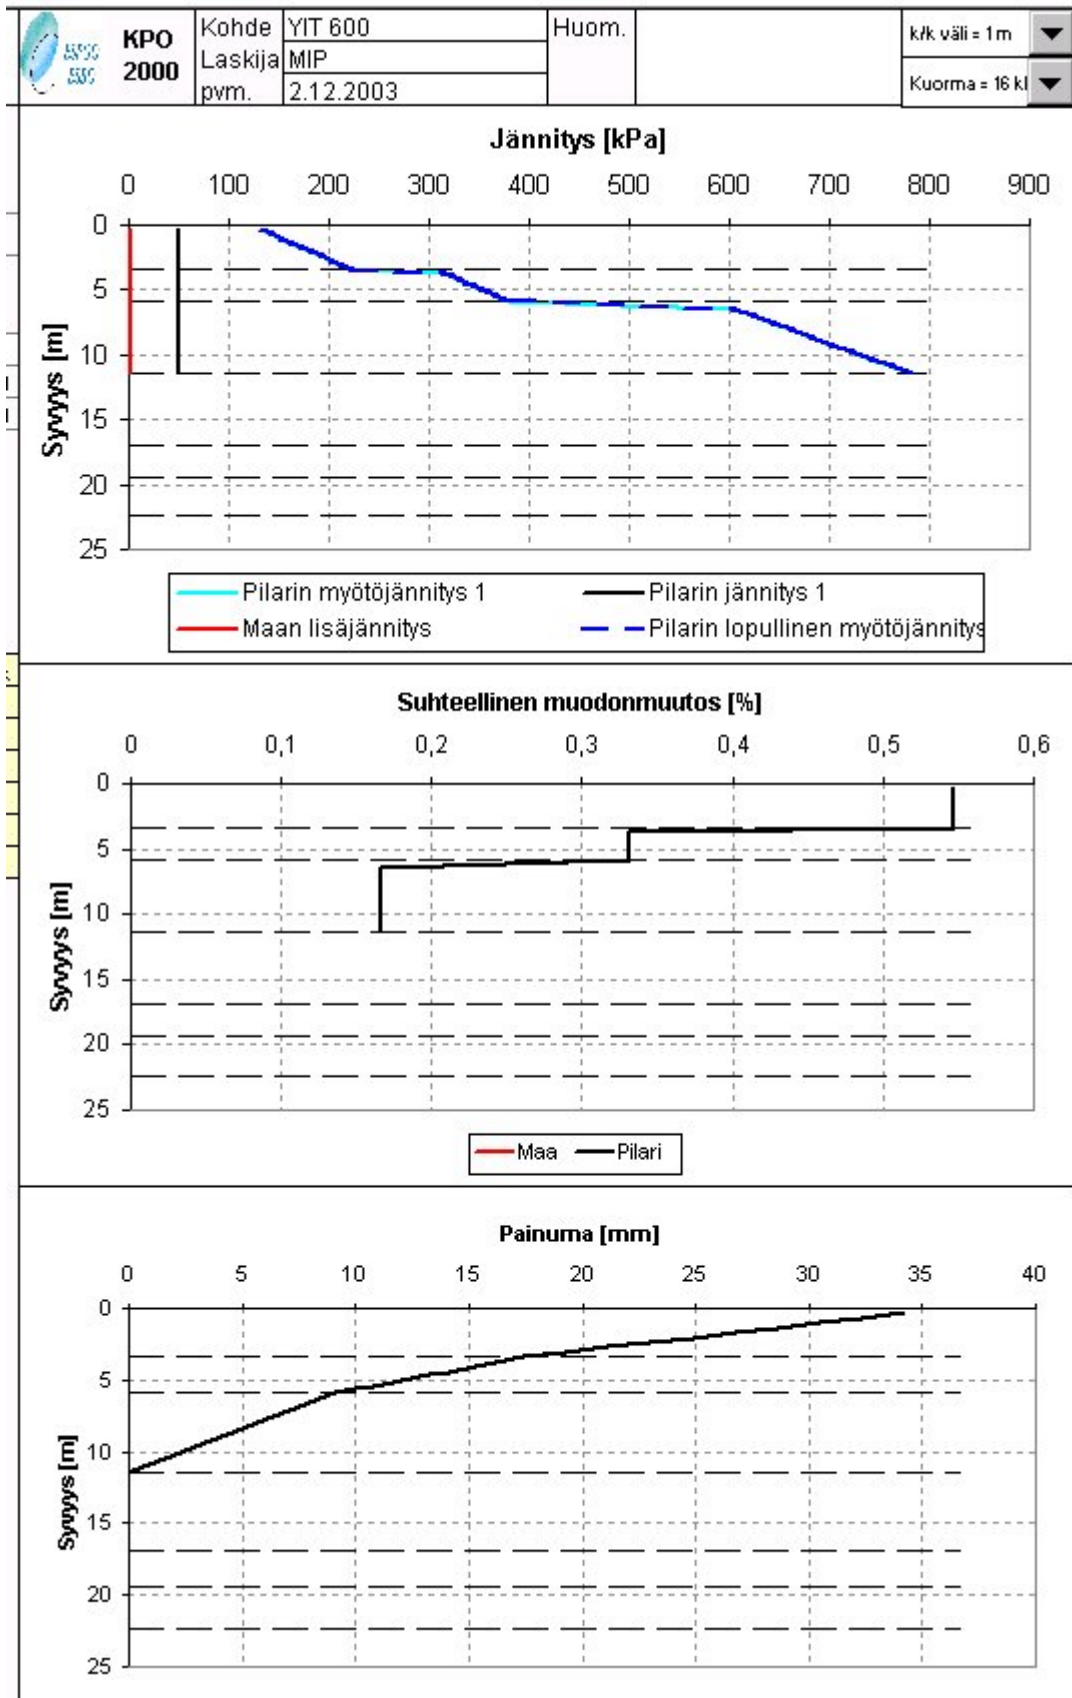 ESPOO
ESBO
KPO
2000
Kohde YIT 600
Laskija MIP
pvm. 2.12.2003
Huom.
k/k väli = 1m
Kuorma = 16 kl
Jännitys [kPa]
0 100 200 300 400 500 600 700 800 900
Syvyys [m]
0
5
10
15
20
25
Pilarin myötöjännitys 1
Pilarin jännitys 1
Maan lisäjännitys
Pilarin lopullinen myötöjännitys
Suhteellinen muodonmuutos [%]
0 0,1 0,2 0,3 0,4 0,5 0,6
Syvyys [m]
0
5
10
15
20
25
Maa
Pilari
Painuma [mm]
0 5 10 15 20 25 30 35 40
Syvyys [m]
0
5
10
15
20
25